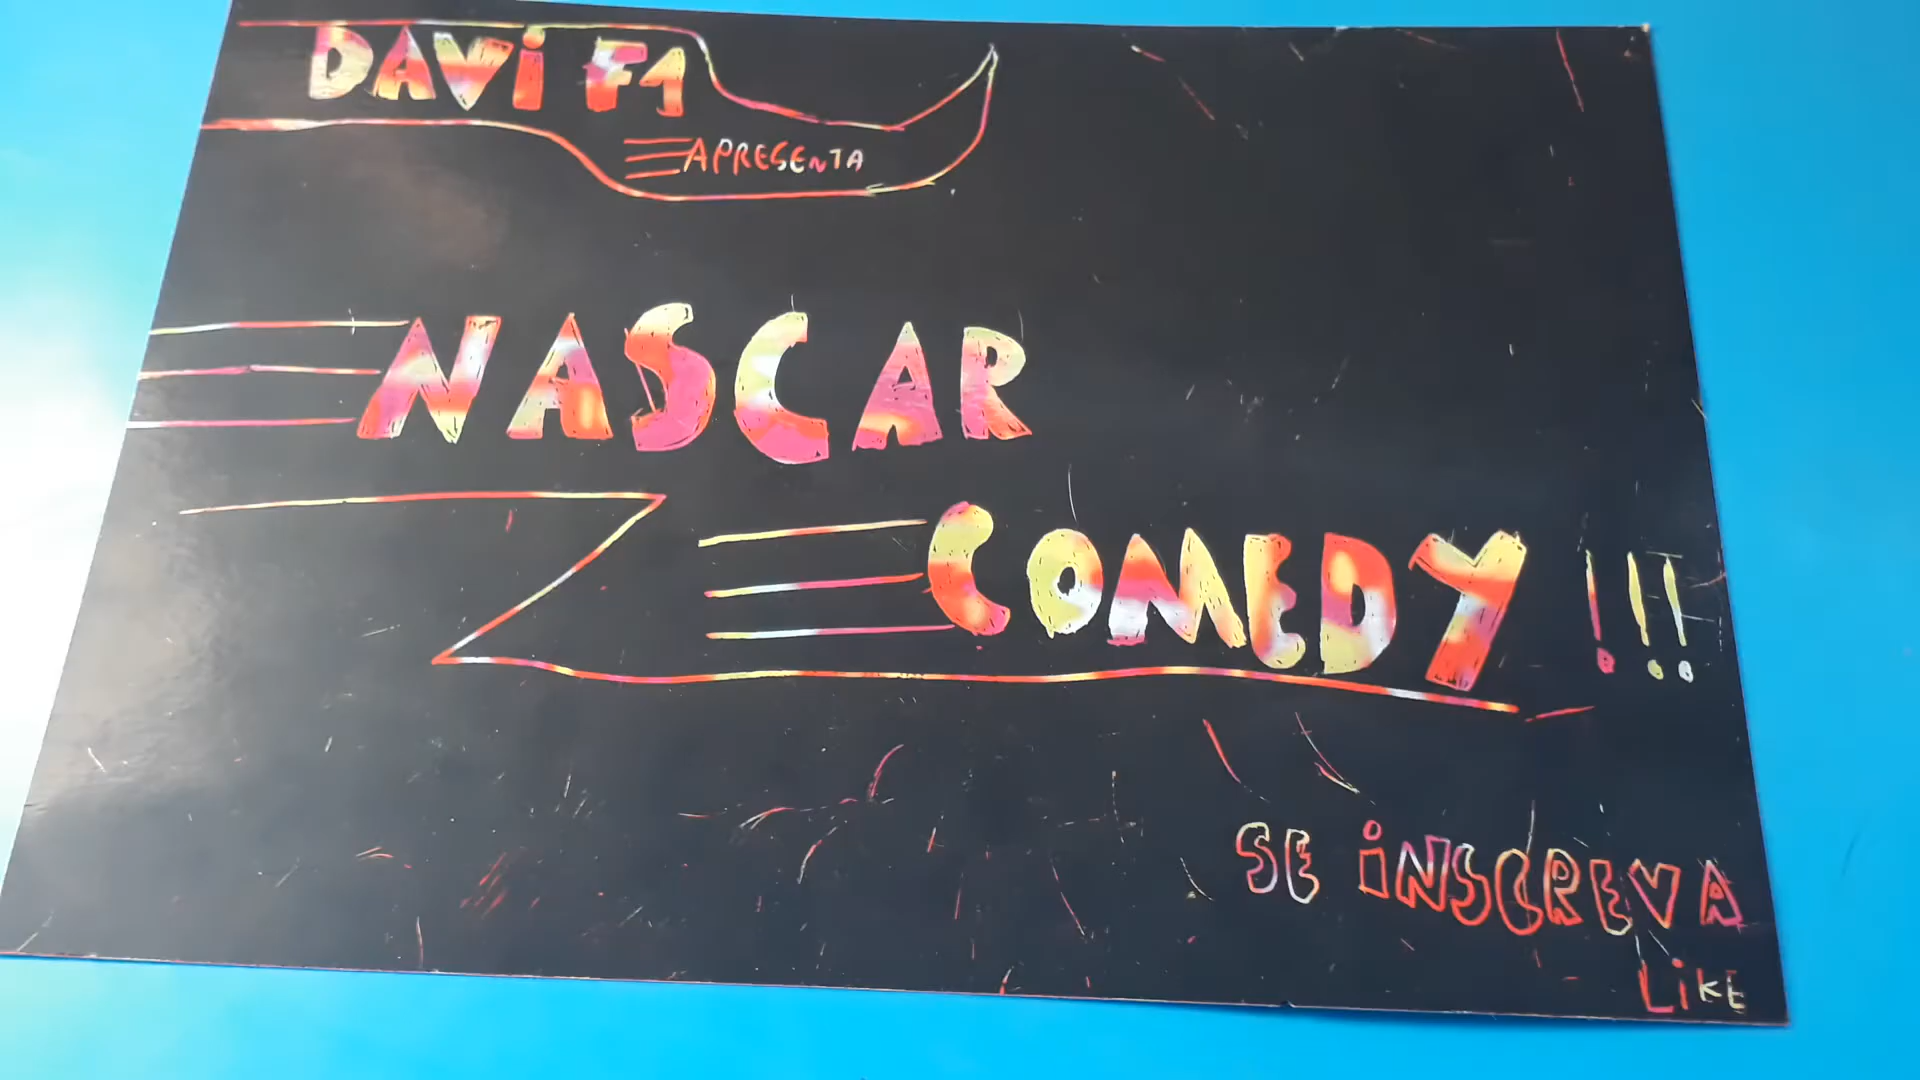 DAVi F1
APRESENTA
NASCAR
COMEDY !!!
SE iNSCREVA
LiKE